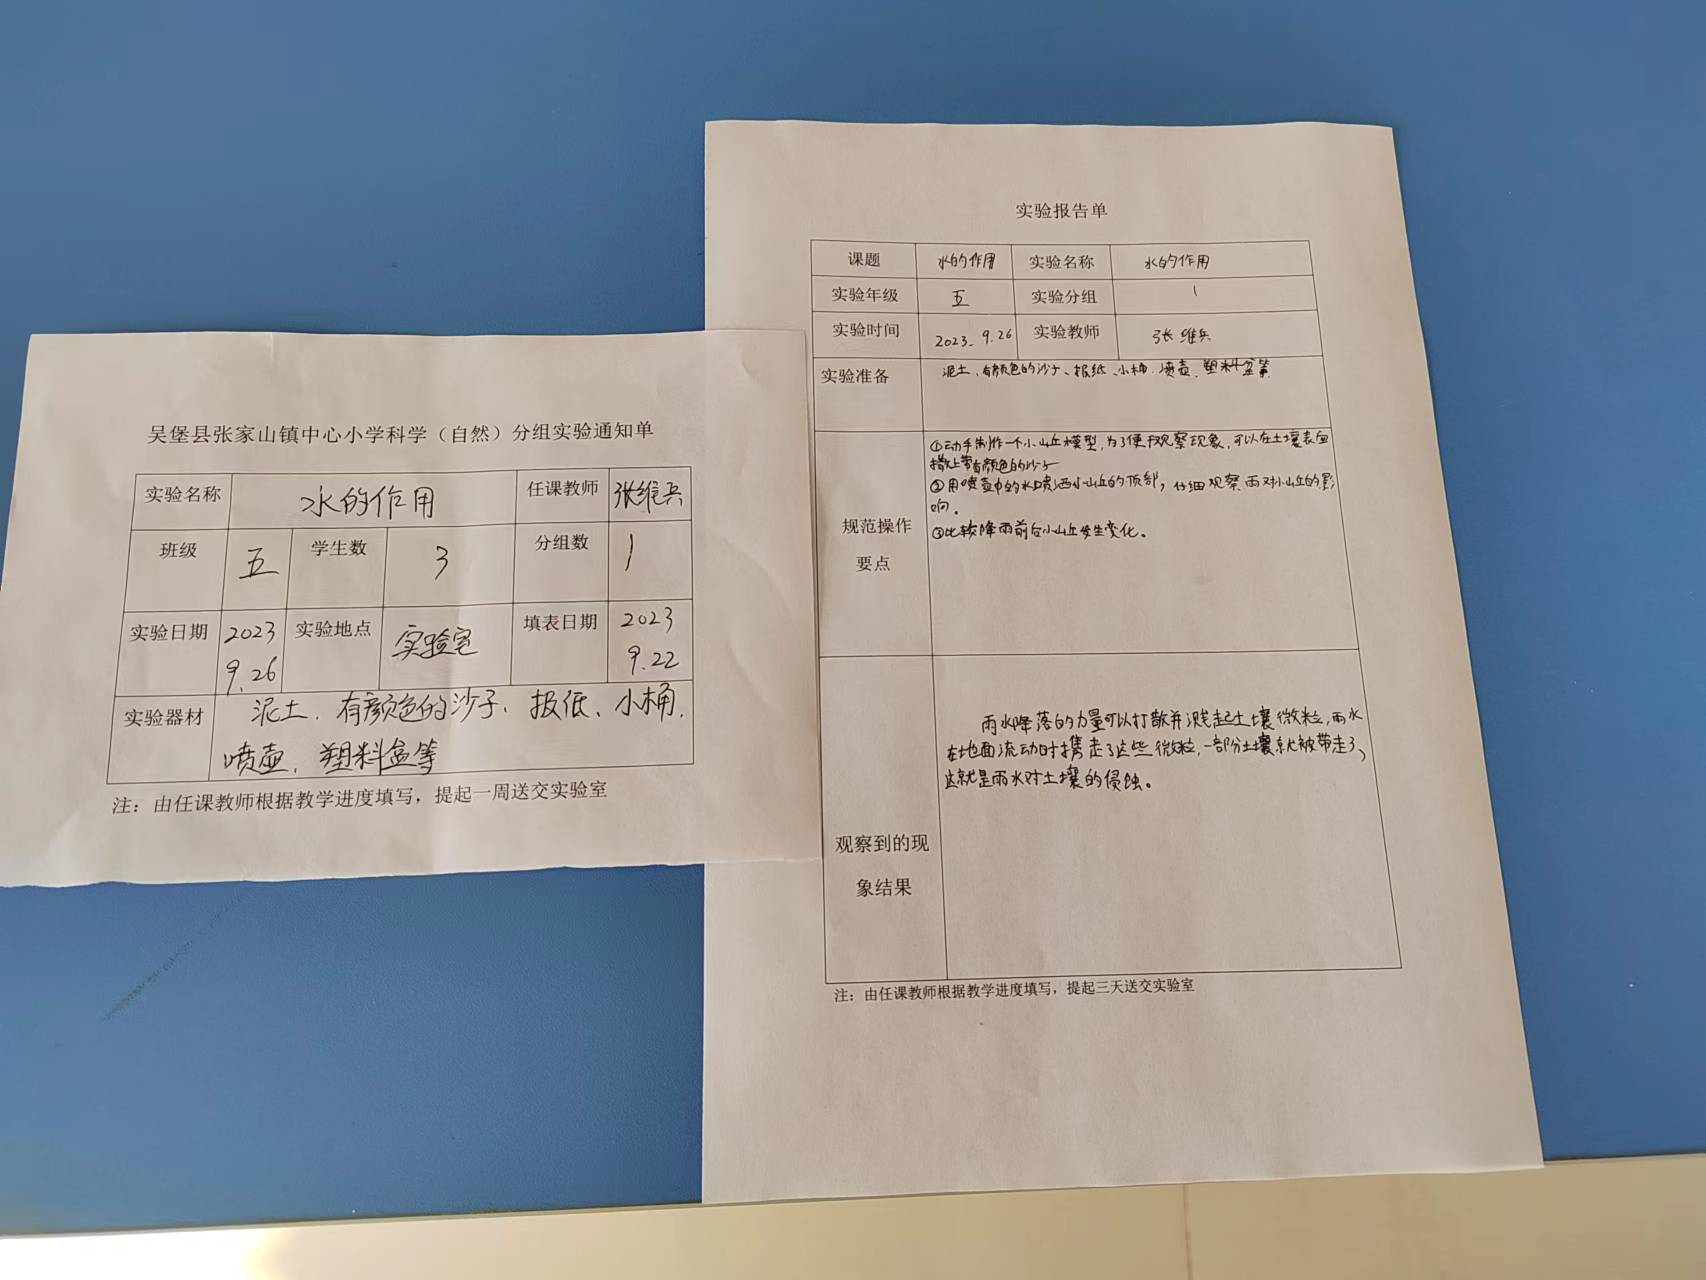 吴堡县张家山镇中心小学科学（自然）分组实验通知单
实验名称 水的作用 任课教师 张维兵
班级 五 学生数 3 分组数 1
实验日期 2023 9.26 实验地点 实验室 填表日期 2023 9.22
实验器材 泥土、有颜色的沙子、报纸、小桶、
喷壶、塑料盒等
注：由任课教师根据教学进度填写，提起一周送交实验室
实验报告单
课题 水的作用 实验名称 水的作用
实验年级 五 实验分组 1
实验时间 2023.9.26 实验教师 张维兵
实验准备 泥土、有颜色的沙子、报纸、小桶、喷壶、塑料盆等
规范操作
要点
①动手制作一个小山丘模型，为了便于观察现象，可以在土壤表面
撒上带有颜色的沙子
②用喷壶中的水喷洒小山丘的顶部，仔细观察雨对小山丘的影
响。
③比较降雨前后小山丘发生变化。
观察到的现
象结果
雨水降落的力量可以打散并溅起土壤微粒，雨水
在地面流动时携走了这些微粒，一部分土壤就被带走了，
这就是雨水对土壤的侵蚀。
注：由任课教师根据教学进度填写，提起三天送交实验室